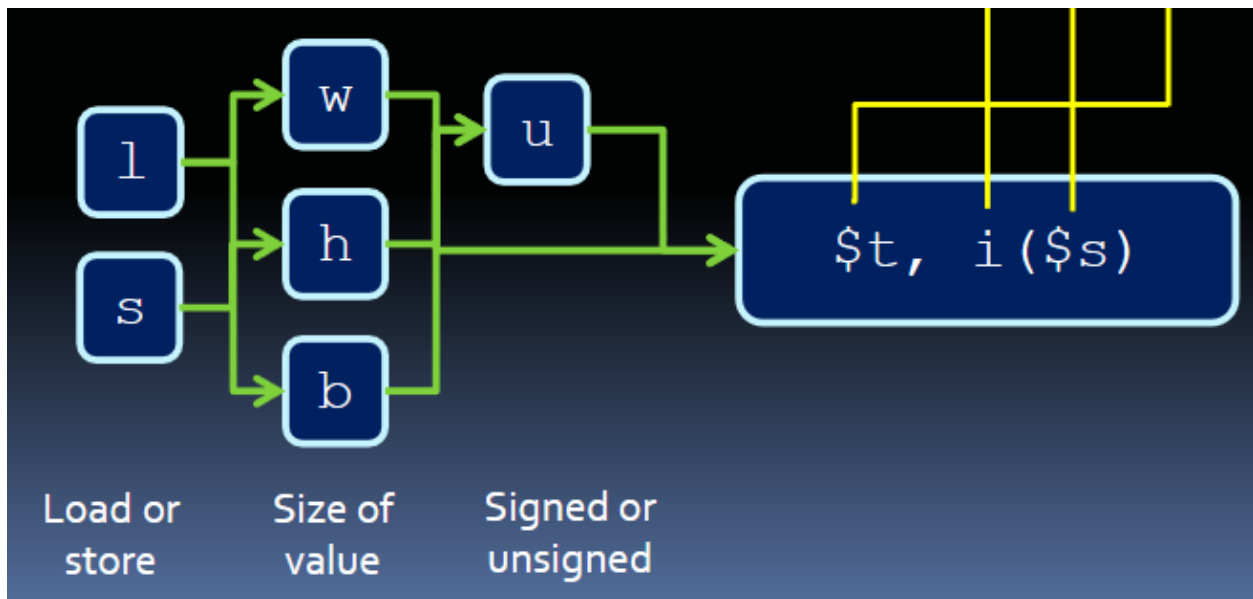 l
s
w
h
b
u
$t, i($s)
Load or
store
Size of
value
Signed or
unsigned